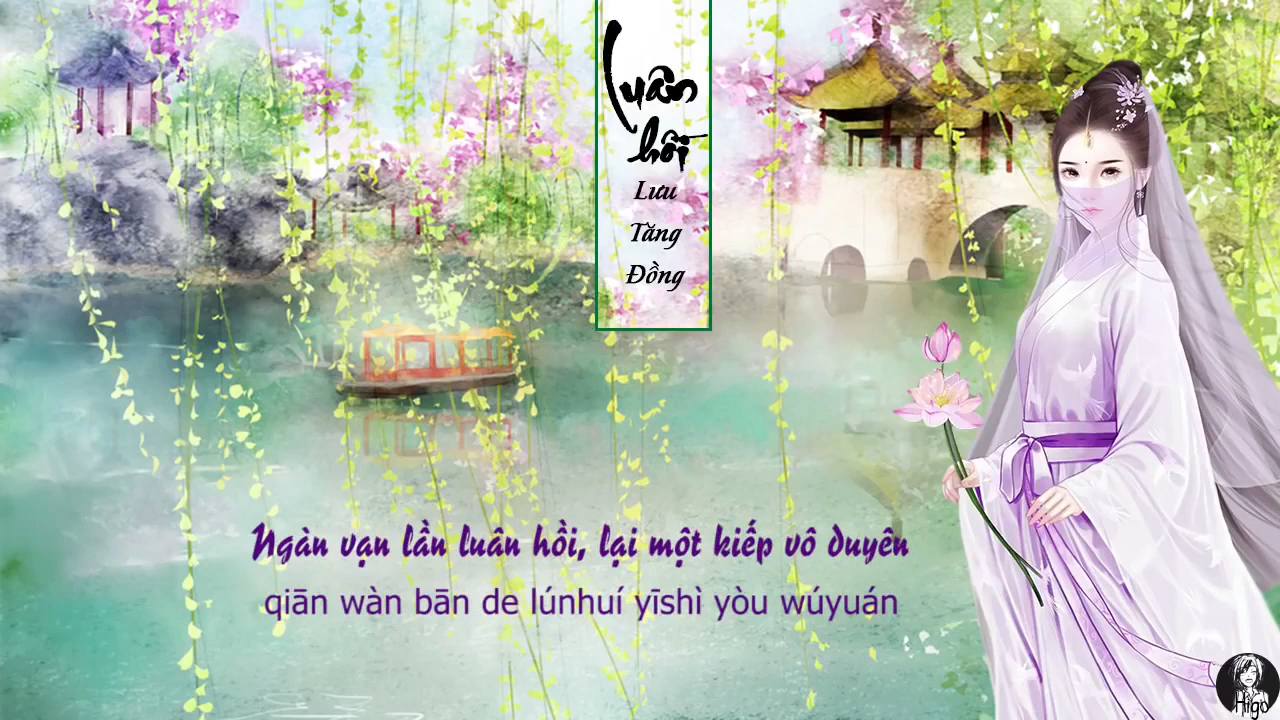 Luân
hồi
Lưu
Tăng
Đồng
Ngàn vạn lần luân hồi, lại một kiếp vô duyên
qiān wàn bān de lúnhuí yīshì yòu wúyuán
Higo